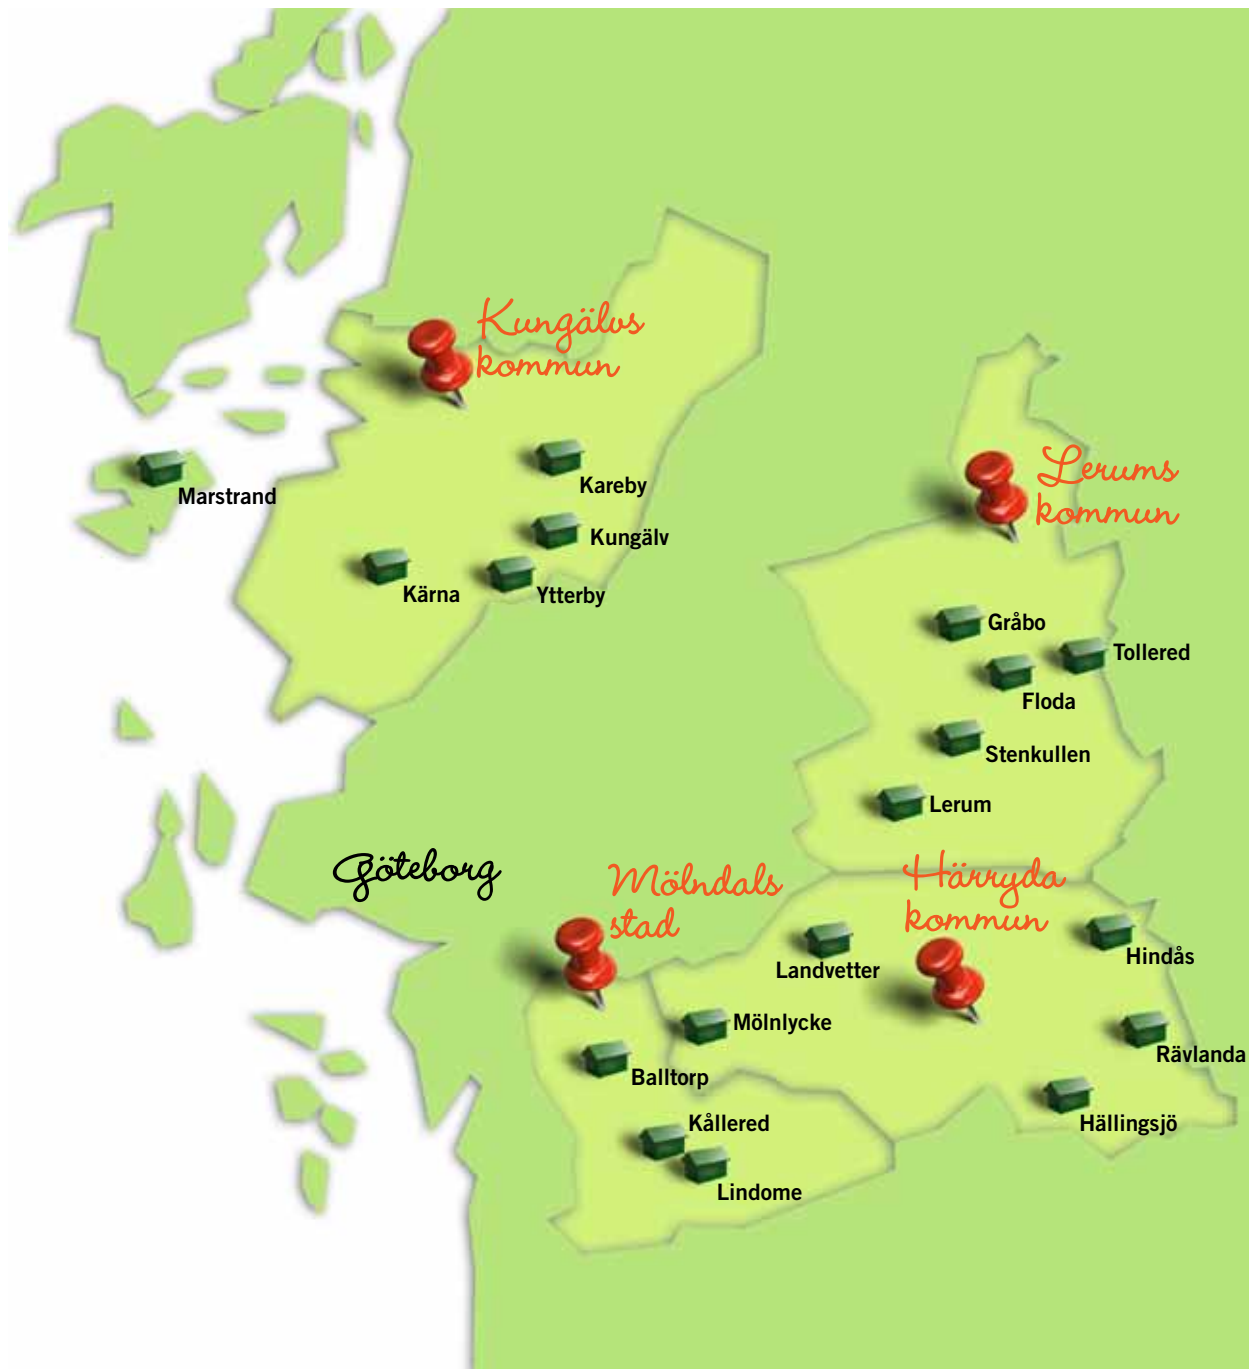 Kungälvs
kommun
Marstrand
Kareby
Kungälv
Kärna
Ytterby
Lerums
kommun
Gråbo
Tollered
Floda
Stenkullen
Lerum
Göteborg
Mölndals
stad
Härryda
kommun
Landvetter
Hindås
Mölnlycke
Rävlanda
Balltorp
Hällingsjö
Kållered
Lindome